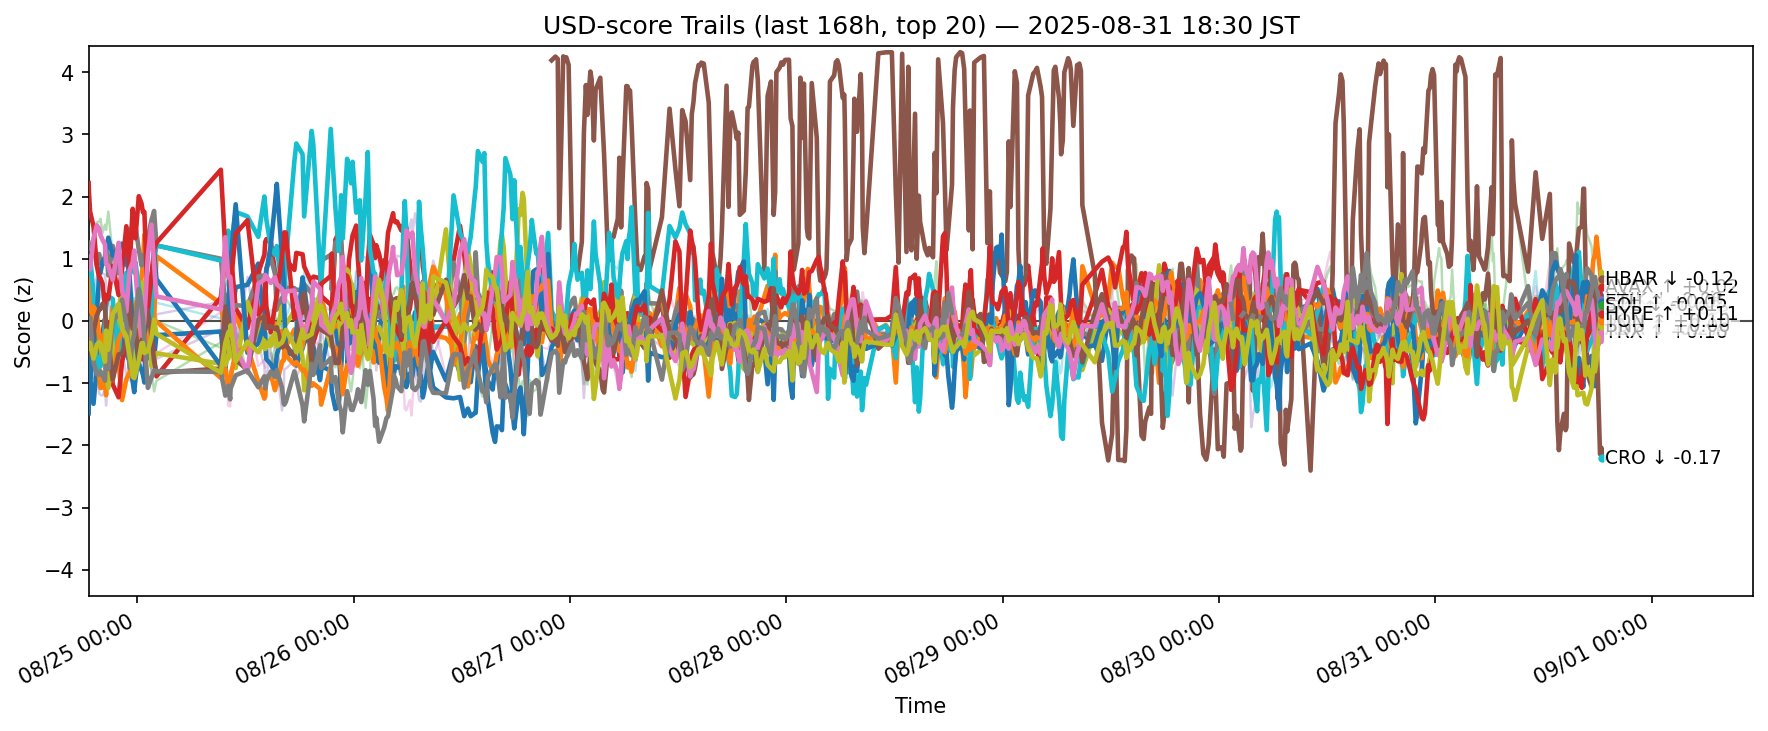 USD-score Trails (last 168h, top 20) — 2025-08-31 18:30 JST
Score (z)
4
3
2
1
0
−1
−2
−3
−4
HBAR ↓ -0.12
HYPE ↑ +0.11
CRO ↓ -0.17
08/25 00:00
08/26 00:00
08/27 00:00
08/28 00:00
08/29 00:00
08/30 00:00
08/31 00:00
09/01 00:00
Time